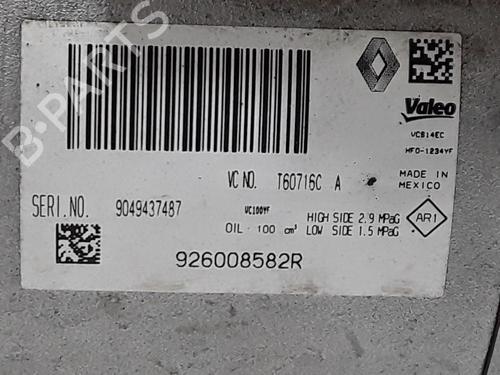 Valeo
VCS14EC
HFO-1234YF
VC NO. T60716C A
MADE IN
MEXICO
SERI.NO. 9049437487
VC100YF
OIL · 100 cm³
HIGH SIDE 2.9 MPaG
LOW SIDE 1.5 MPaG
AR1
926008582R
B-PARTS